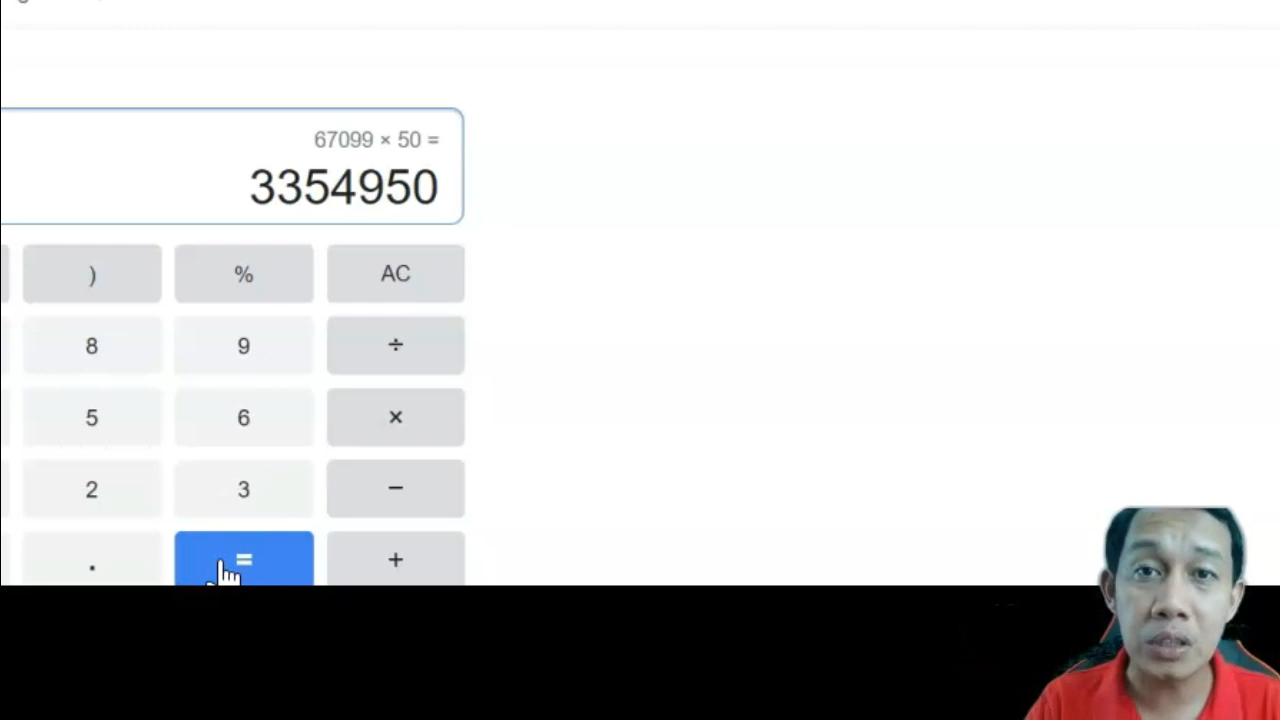 67099 × 50 =
3354950
) % AC
8 9 ÷
5 6 ×
2 3 −
. = +